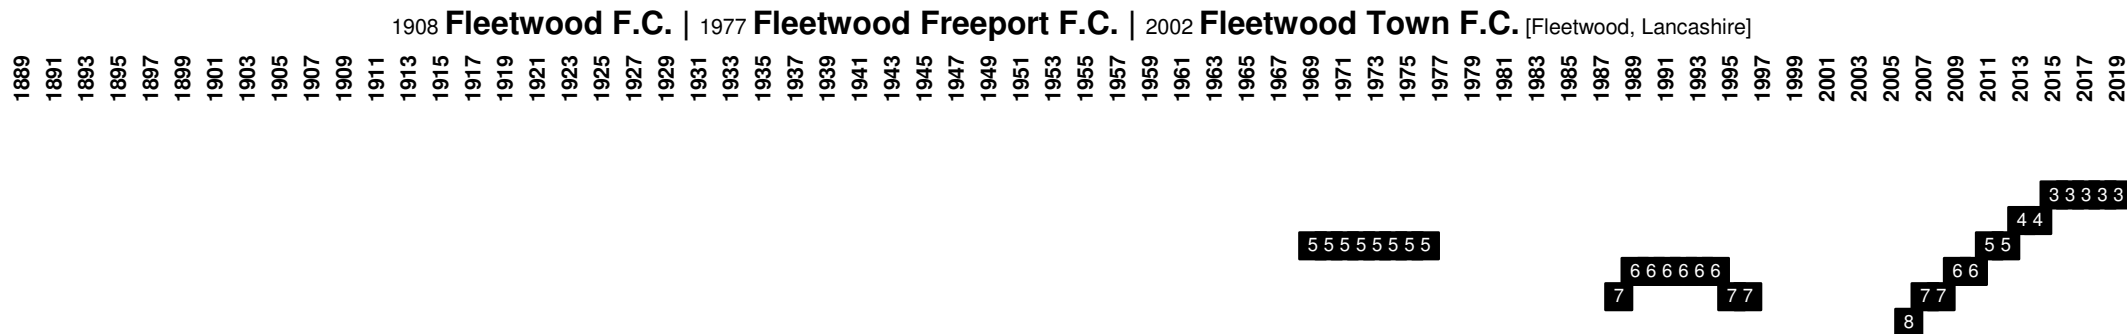 1908 Fleetwood F.C. | 1977 Fleetwood Freeport F.C. | 2002 Fleetwood Town F.C. [Fleetwood, Lancashire]
1889 1891 1893 1895 1897 1899 1901 1903 1905 1907 1909 1911 1913 1915 1917 1919 1921 1923 1925 1927 1929 1931 1933 1935 1937 1939 1941 1943 1945 1947 1949 1951 1953 1955 1957 1959 1961 1963 1965 1967 1969 1971 1973 1975 1977 1979 1981 1983 1985 1987 1989 1991 1993 1995 1997 1999 2001 2003 2005 2007 2009 2011 2013 2015 2017 2019
3 3 3 3 3
4 4
5 5 5 5 5 5 5 5 5 5
6 6 6 6 6 6 6 6
7 7 7 7 7
8